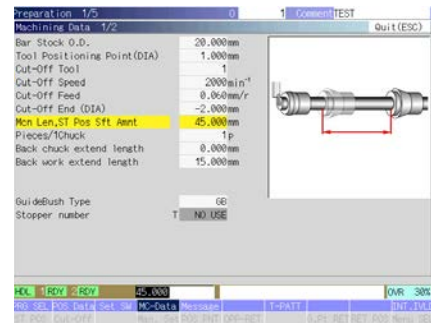 Preparation 1/5 0 1 Comment TEST
Machining Data 1/2 Quit(ESC)
Bar Stock O.D. 20.000mm
Tool Positioning Point(DIA) 1.000mm
Cut-Off Tool 1
Cut-Off Speed 2000min⁻¹
Cut-Off Feed 0.060mm/r
Cut-Off End (DIA) -2.000mm
Mcn Len,ST Pos Sft Amnt 45.000mm
Pieces/1Chuck 1p
Back chuck extend length 0.000mm
Back work extend length 15.000mm
GuideBush Type GB
Stopper number T NO USE
HDL 1 RDY 2 RDY 45.000 OVR 30%
PRG SEL POS Data Set SW MC-Data Message T-PATT INT.IVLI
ST POS Cut-Off